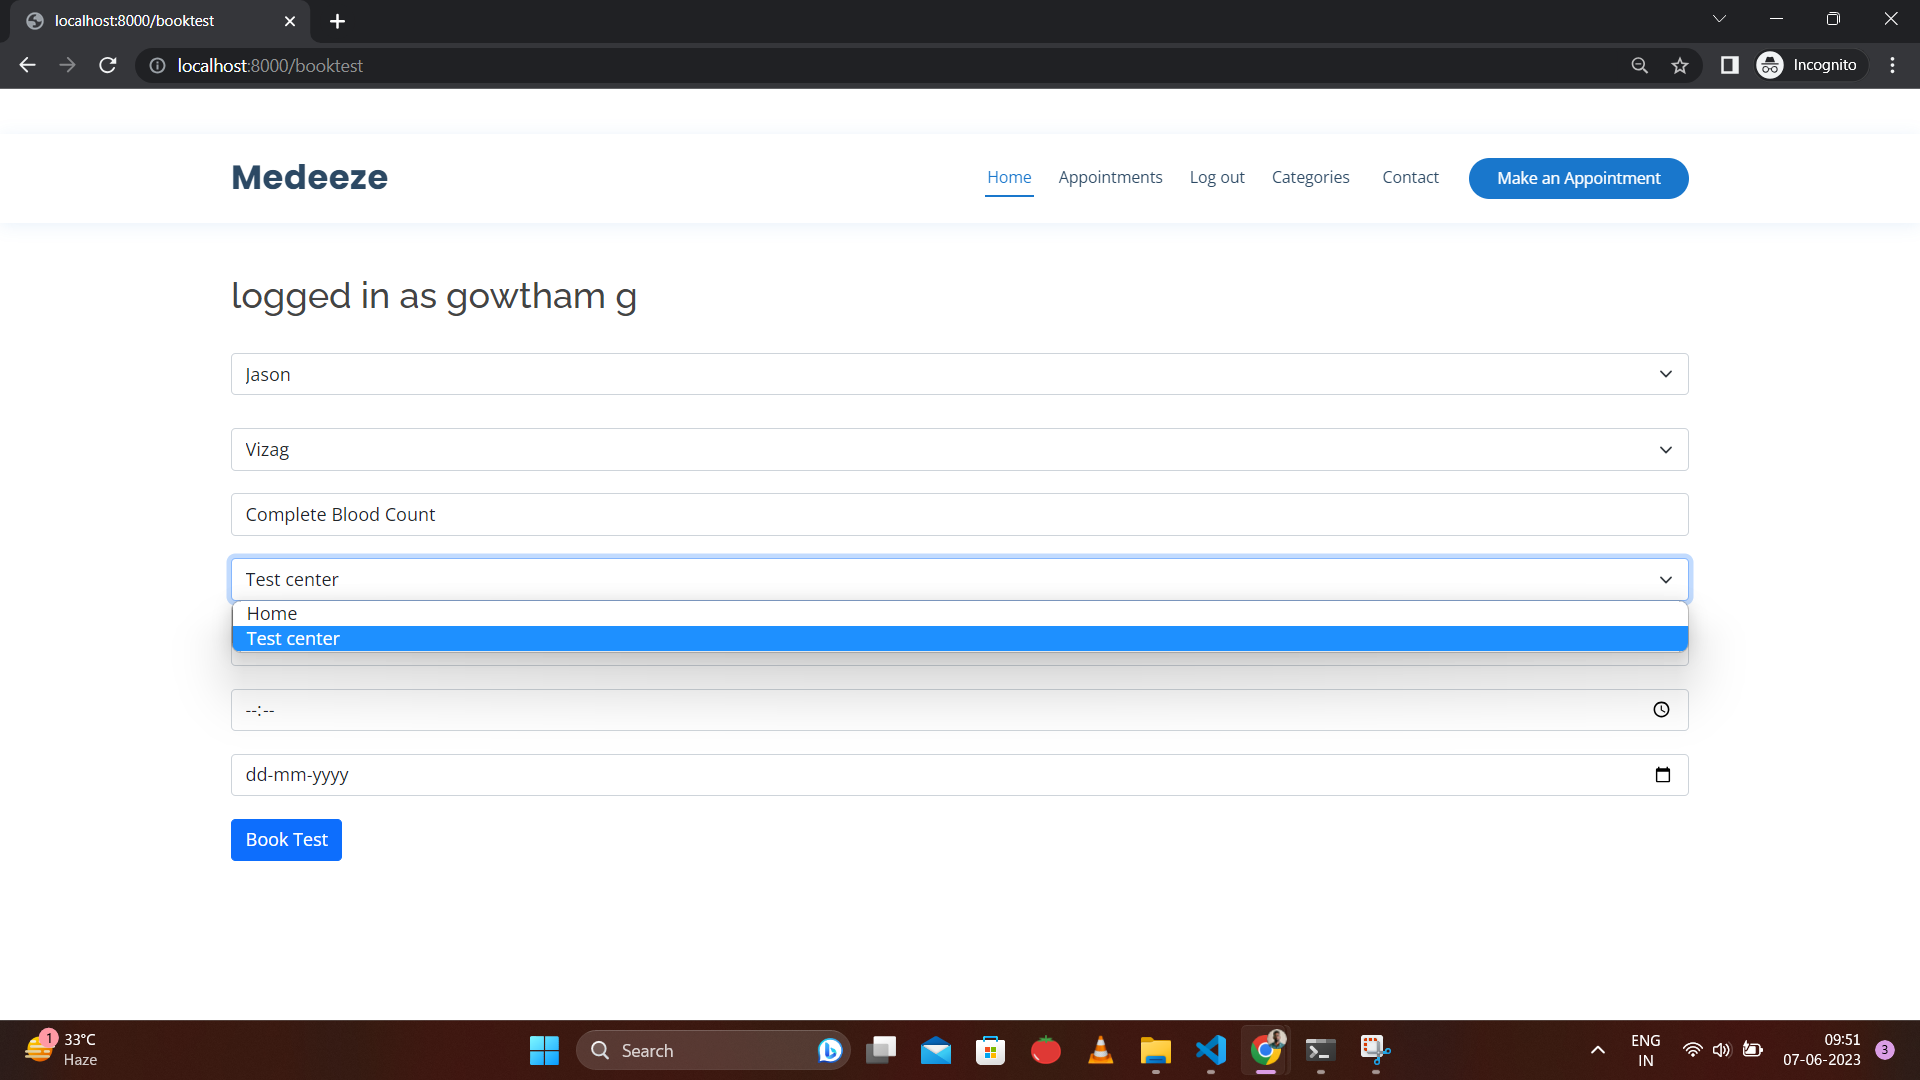 localhost:8000/booktest
localhost:8000/booktest
Incognito
Medeeze
Home
Appointments
Log out
Categories
Contact
Make an Appointment
logged in as gowtham g
Jason
Vizag
Complete Blood Count
Test center
Home
Test center
--:--
dd-mm-yyyy
Book Test
1
33°C
Haze
Search
ENG
IN
09:51
07-06-2023
3